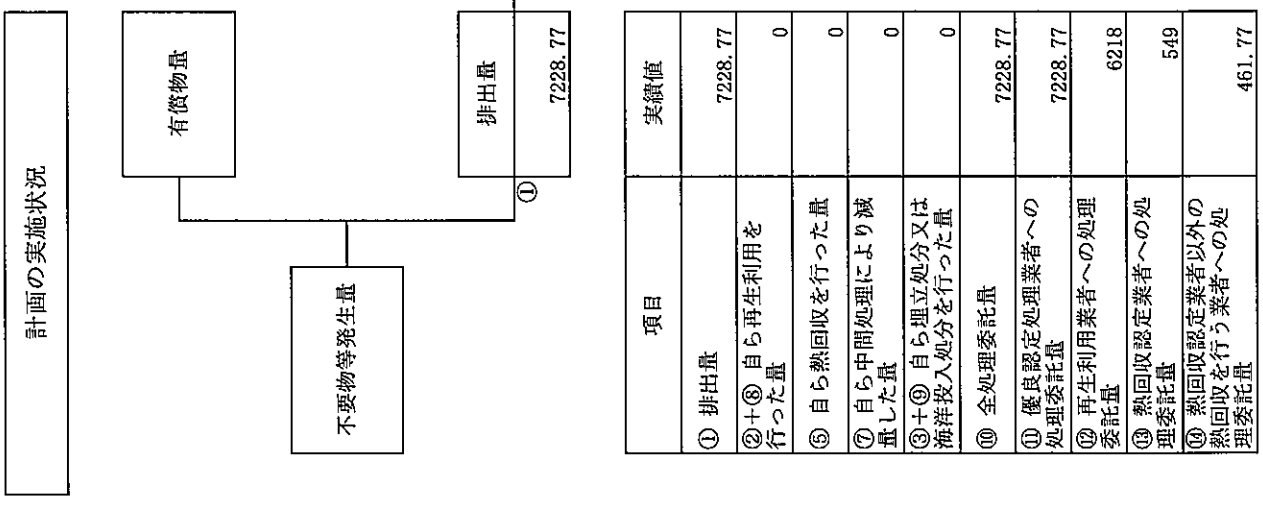 計画の実施状況
有償物量
不要物等発生量
排出量
7228.77
①
項目
実績値
① 排出量
7228.77
②+⑧ 自ら再生利用を
行った量
0
⑤ 自ら熱回収を行った量
0
⑦ 自ら中間処理により減
量した量
0
③+⑨ 自ら埋立処分又は
海洋投入処分を行った量
0
⑩ 全処理委託量
7228.77
⑪ 優良認定処理業者への
処理委託量
7228.77
⑫ 再生利用業者への処理
委託量
6218
⑬ 熱回収認定業者への処
理委託量
549
⑭ 熱回収認定業者以外の
熱回収を行う業者への処
理委託量
461.77